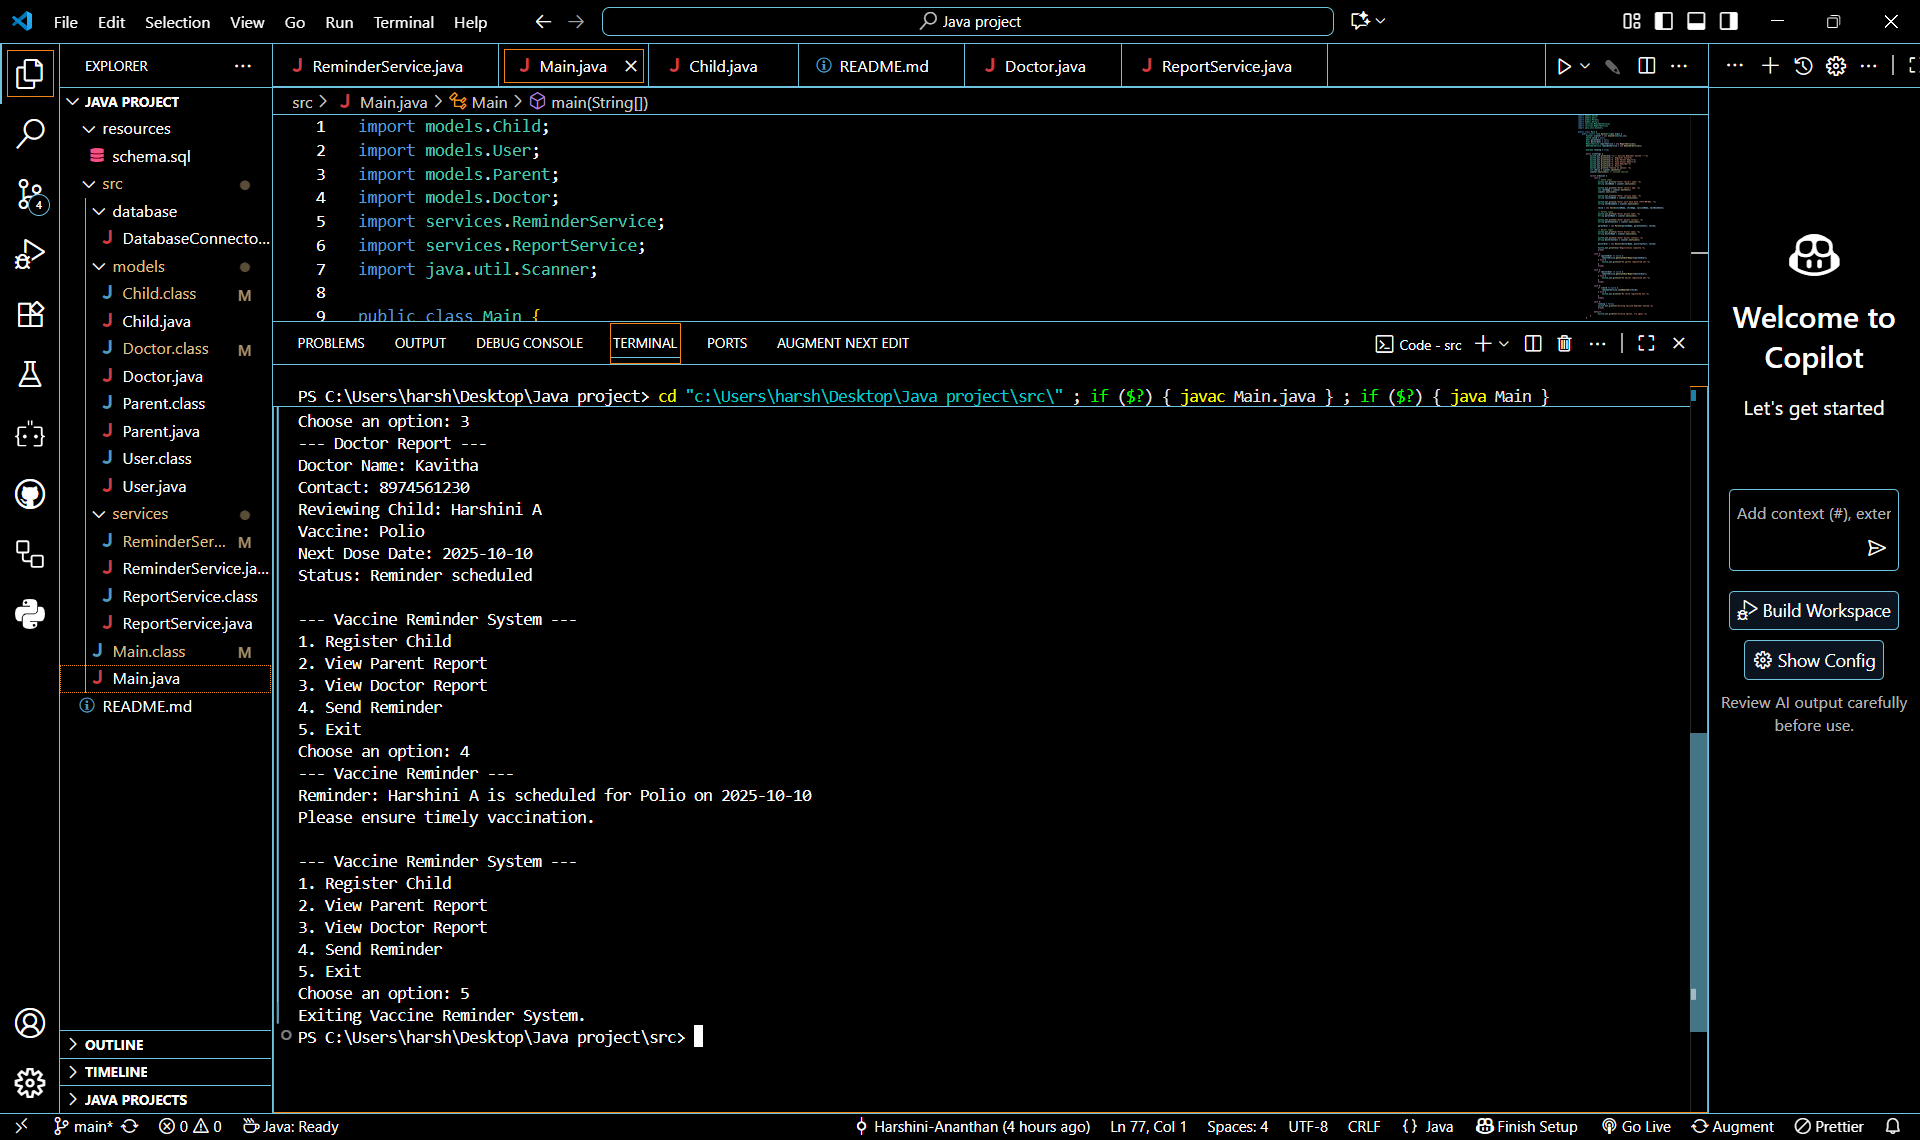 File Edit Selection View Go Run Terminal Help
Java project
EXPLORER
JAVA PROJECT
resources
schema.sql
src
database
DatabaseConnecto...
models
Child.class M
Child.java
Doctor.class M
Doctor.java
Parent.class
Parent.java
User.class
User.java
services
ReminderSer... M
ReminderService.ja...
ReportService.class
ReportService.java
Main.class M
Main.java
README.md
OUTLINE
TIMELINE
JAVA PROJECTS
4
ReminderService.java Main.java Child.java README.md Doctor.java ReportService.java
src > Main.java > Main > main(String[])
1 import models.Child;
2 import models.User;
3 import models.Parent;
4 import models.Doctor;
5 import services.ReminderService;
6 import services.ReportService;
7 import java.util.Scanner;
8
9 public class Main {
PROBLEMS OUTPUT DEBUG CONSOLE TERMINAL PORTS AUGMENT NEXT EDIT
Code - src
PS C:\Users\harsh\Desktop\Java project> cd "c:\Users\harsh\Desktop\Java project\src\" ; if ($?) { javac Main.java } ; if ($?) { java Main }
Choose an option: 3
--- Doctor Report ---
Doctor Name: Kavitha
Contact: 8974561230
Reviewing Child: Harshini A
Vaccine: Polio
Next Dose Date: 2025-10-10
Status: Reminder scheduled
--- Vaccine Reminder System ---
1. Register Child
2. View Parent Report
3. View Doctor Report
4. Send Reminder
5. Exit
Choose an option: 4
--- Vaccine Reminder ---
Reminder: Harshini A is scheduled for Polio on 2025-10-10
Please ensure timely vaccination.
--- Vaccine Reminder System ---
1. Register Child
2. View Parent Report
3. View Doctor Report
4. Send Reminder
5. Exit
Choose an option: 5
Exiting Vaccine Reminder System.
PS C:\Users\harsh\Desktop\Java project\src>
Welcome to
Copilot
Let's get started
Add context (#), exter
Build Workspace
Show Config
Review AI output carefully
before use.
main* 0 0 Java: Ready Harshini-Ananthan (4 hours ago) Ln 77, Col 1 Spaces: 4 UTF-8 CRLF {} Java Finish Setup Go Live Augment Prettier